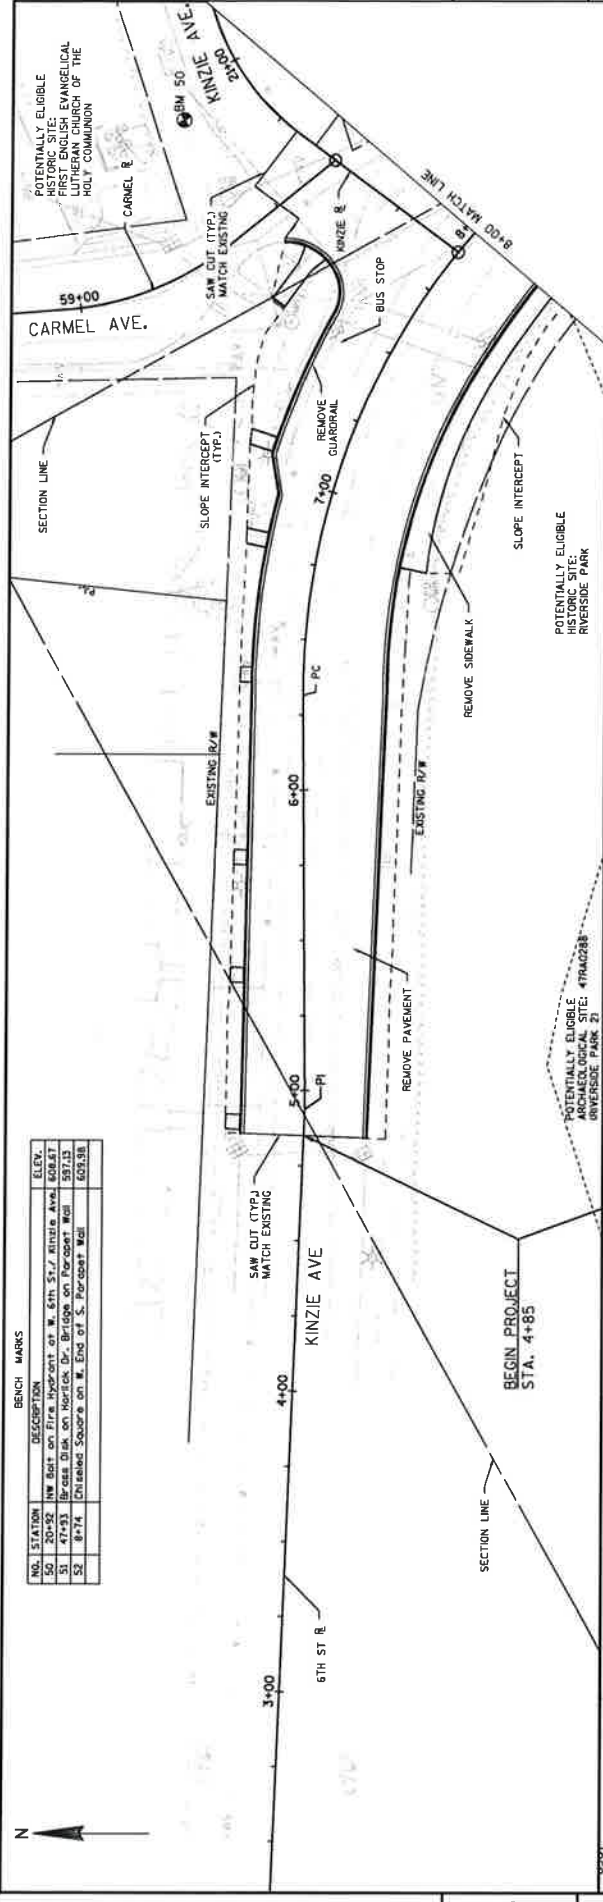 N
BENCH MARKS
NO. STATION DESCRIPTION ELEV.
50 20+92 NW Bolt on Fire Hydrant at W. 6th St./ Kinzie Ave. 608.67
51 47+93 Brass Disk on Horlick Dr. Bridge on Parapet Wall 597.13
52 8+74 Chiseled Square on W. End of S. Parapet Wall 609.98
3+00
6TH ST R
4+00
KINZIE AVE
SECTION LINE
BEGIN PROJECT
STA. 4+85
SAW CUT (TYP.)
MATCH EXISTING
5+00
PI
REMOVE PAVEMENT
POTENTIALLY ELIGIBLE
ARCHAEOLOGICAL SITE: 47RA0288
(RIVERSIDE PARK 2)
EXISTING R/W
6+00
PC
EXISTING R/W
PL
REMOVE SIDEWALK
POTENTIALLY ELIGIBLE
HISTORIC SITE:
RIVERSIDE PARK
SECTION LINE
SLOPE INTERCEPT
(TYP.)
7+00
REMOVE
GUARDRAIL
SLOPE INTERCEPT
CARMEL AVE.
59+00
SAW CUT (TYP.)
MATCH EXISTNG
BUS STOP
CARMEL R
KINZIE R
8+
8+00 MATCH LINE
POTENTIALLY ELIGIBLE
HISTORIC SITE:
FIRST ENGLISH EVANGELICAL
LUTHERAN CHURCH OF THE
HOLY COMMUNION
BM 50
KINZIE AVE.
21+00